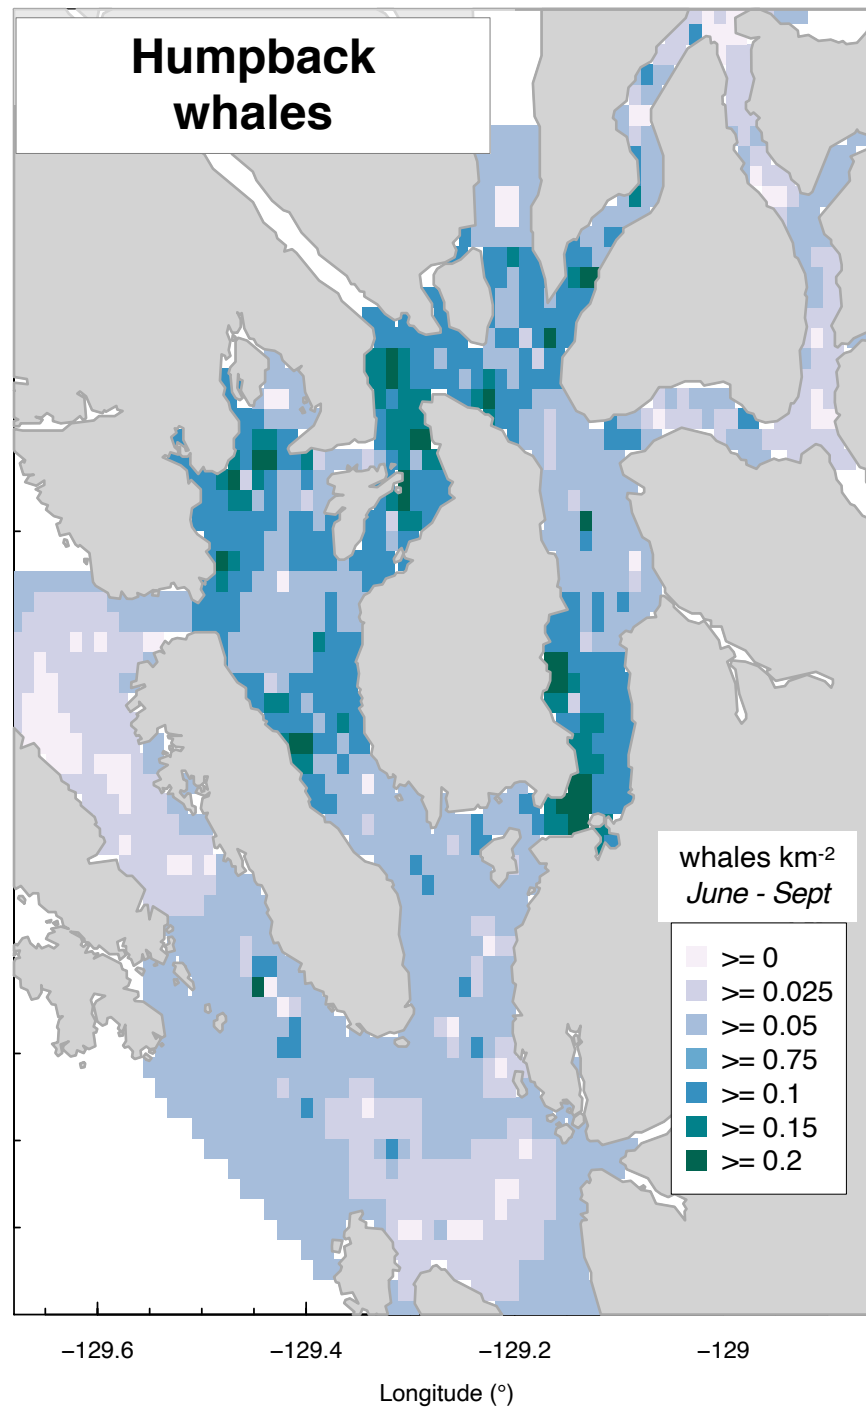 Humpback
whales
whales km-2
June - Sept
>= 0
>= 0.025
>= 0.05
>= 0.75
>= 0.1
>= 0.15
>= 0.2
−129.6
−129.4
−129.2
−129
Longitude (°)